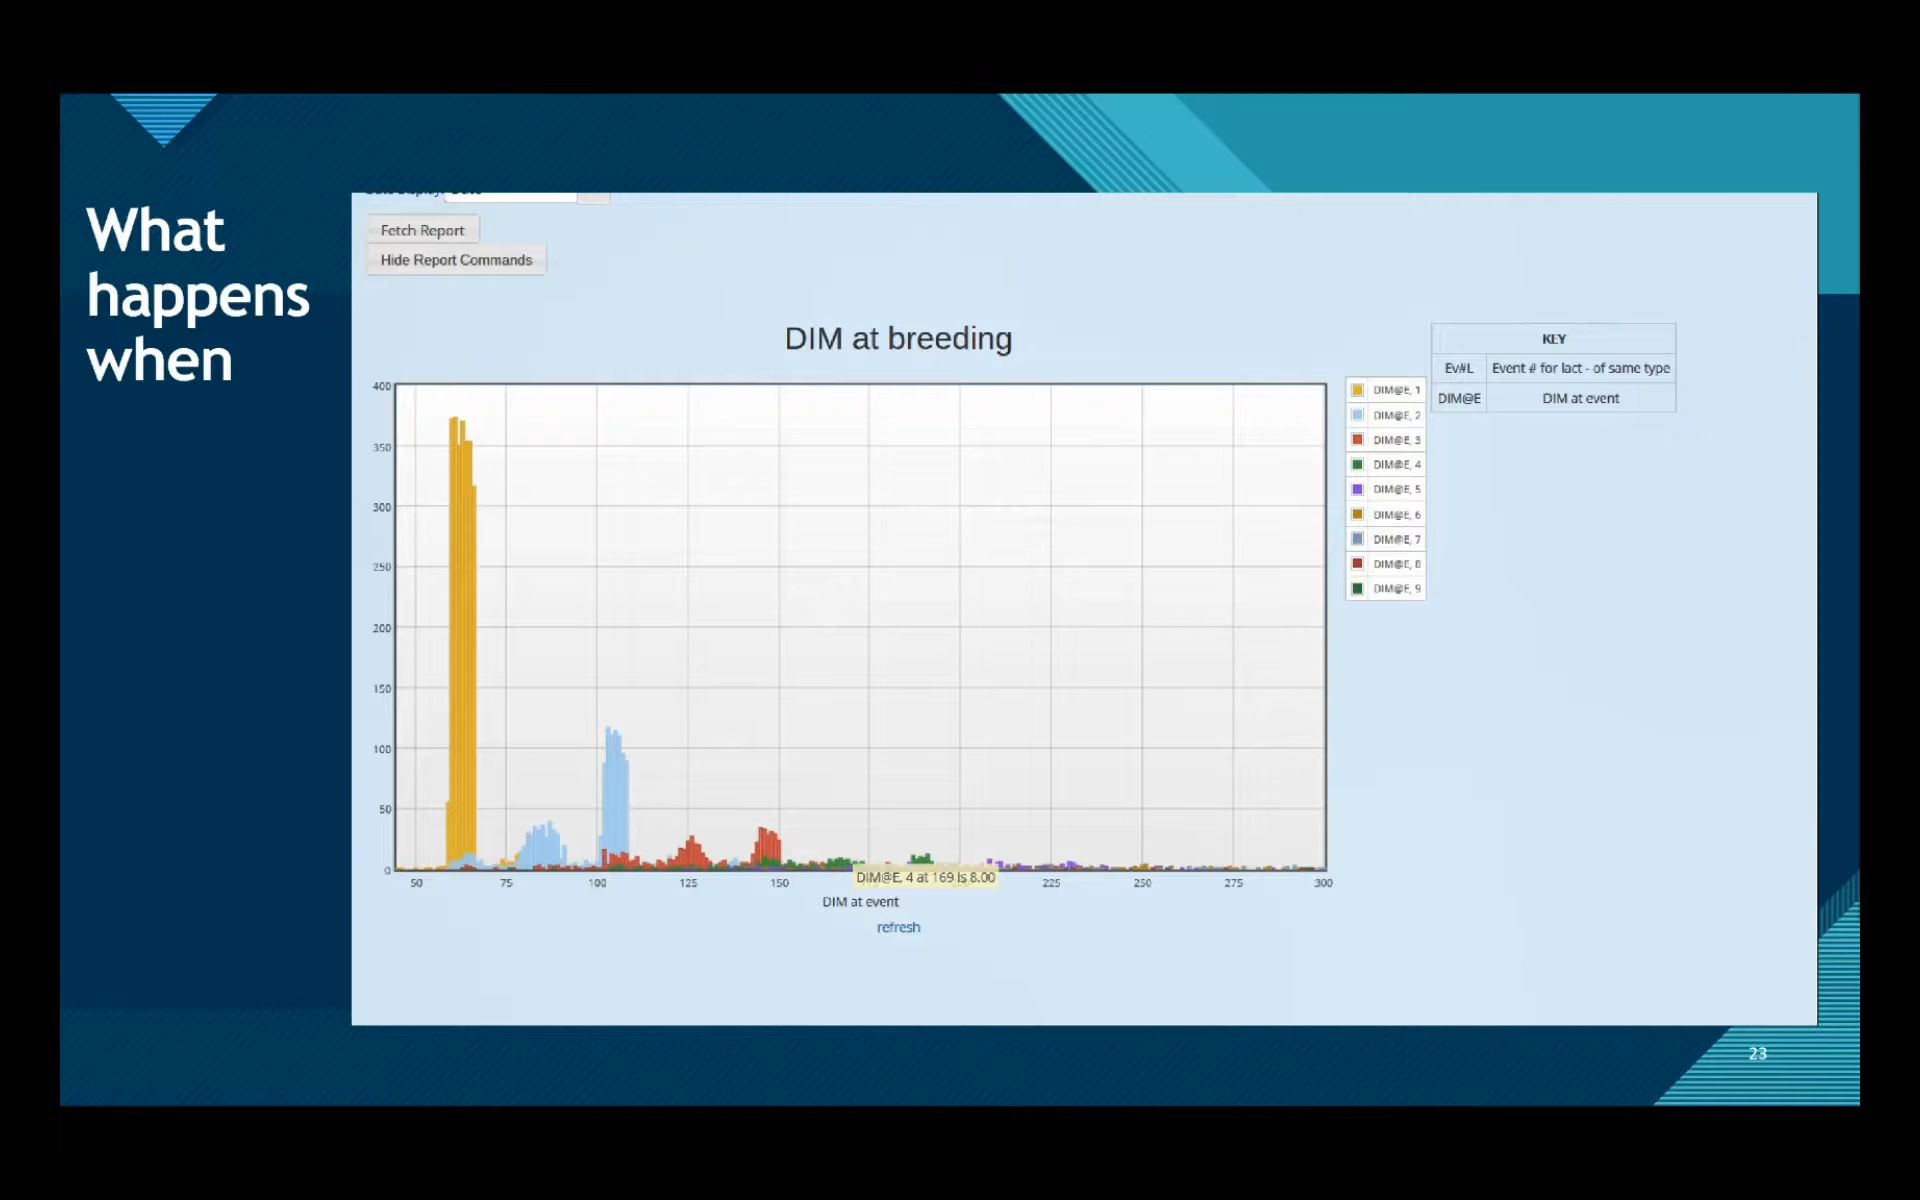 What
happens
when
Fetch Report
Hide Report Commands
DIM at breeding
400
350
300
250
200
150
100
50
0
50 75 100 125 150 225 250 275 300
DIM@E, 4 at 169 is 8.00
DIM at event
refresh
DIM@E, 1
DIM@E, 2
DIM@E, 3
DIM@E, 4
DIM@E, 5
DIM@E, 6
DIM@E, 7
DIM@E, 8
DIM@E, 9
KEY
Ev#L Event # for lact - of same type
DIM@E DIM at event
23